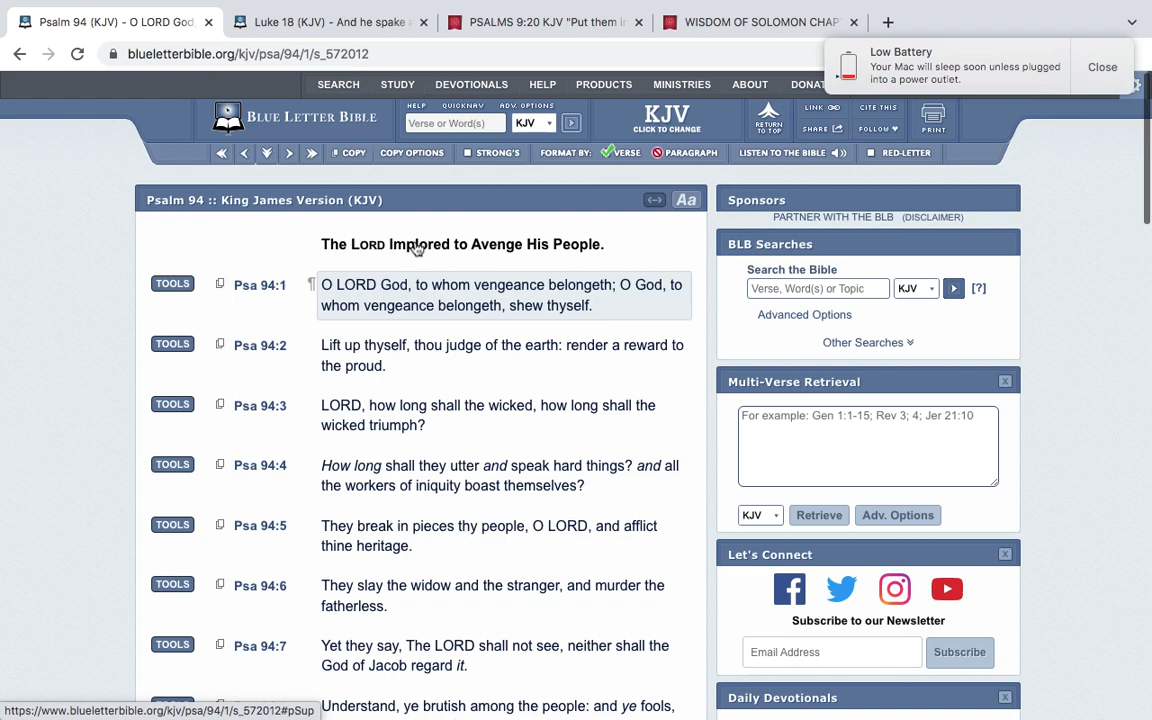 Psalm 94 (KJV) - O LORD God,
Luke 18 (KJV) - And he spake a
PSALMS 9:20 KJV "Put them in
WISDOM OF SOLOMON CHAP
blueletterbible.org/kjv/psa/94/1/s_572012
Low Battery
Your Mac will sleep soon unless plugged
into a power outlet.
Close
SEARCH STUDY DEVOTIONALS HELP PRODUCTS MINISTRIES ABOUT DONAT
BLUE LETTER BIBLE
HELP QUICKNAV ADV. OPTIONS
Verse or Word(s) KJV
KJV
CLICK TO CHANGE
RETURN
TO TOP
LINK CITE THIS
SHARE FOLLOW
PRINT
COPY COPY OPTIONS STRONG'S FORMAT BY: VERSE PARAGRAPH LISTEN TO THE BIBLE RED-LETTER
Psalm 94 :: King James Version (KJV)
Aa
The LORD Implored to Avenge His People.
TOOLS Psa 94:1 ¶ O LORD God, to whom vengeance belongeth; O God, to
whom vengeance belongeth, shew thyself.
TOOLS Psa 94:2 Lift up thyself, thou judge of the earth: render a reward to
the proud.
TOOLS Psa 94:3 LORD, how long shall the wicked, how long shall the
wicked triumph?
TOOLS Psa 94:4 How long shall they utter and speak hard things? and all
the workers of iniquity boast themselves?
TOOLS Psa 94:5 They break in pieces thy people, O LORD, and afflict
thine heritage.
TOOLS Psa 94:6 They slay the widow and the stranger, and murder the
fatherless.
TOOLS Psa 94:7 Yet they say, The LORD shall not see, neither shall the
God of Jacob regard it.
Understand, ye brutish among the people: and ye fools,
https://www.blueletterbible.org/kjv/psa/94/1/s_572012#pSup
Sponsors
PARTNER WITH THE BLB (DISCLAIMER)
BLB Searches
Search the Bible
Verse, Word(s) or Topic KJV [?]
Advanced Options
Other Searches
Multi-Verse Retrieval x
For example: Gen 1:1-15; Rev 3; 4; Jer 21:10
KJV Retrieve Adv. Options
Let's Connect x
Subscribe to our Newsletter
Email Address Subscribe
Daily Devotionals x